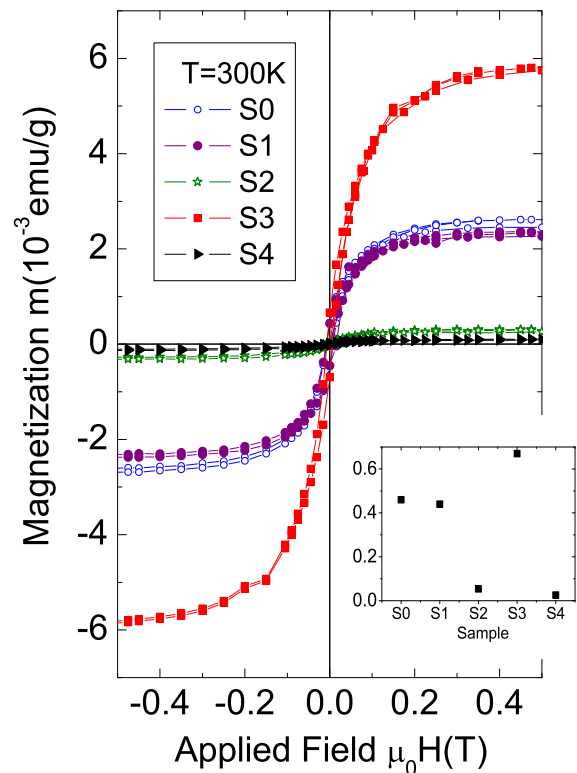 6
4
2
0
-2
-4
-6
Magnetization m(10⁻³emu/g)
T=300K
S0
S1
S2
S3
S4
0.6
0.4
0.2
0.0
S0 S1 S2 S3 S4
Sample
-0.4 -0.2 0.0 0.2 0.4
Applied Field μ₀H(T)